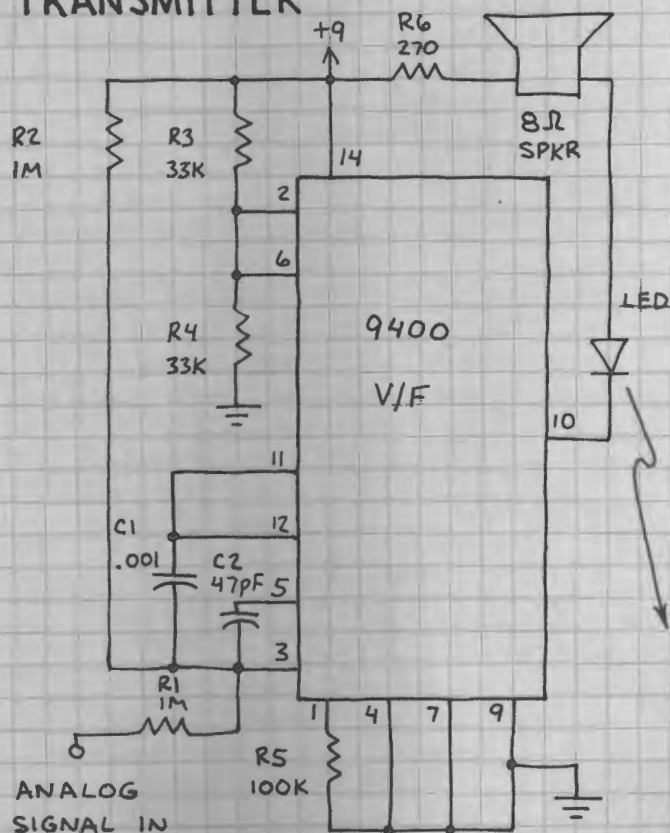 TRANSMITTER
+9
R6
270
8Ω
SPKR
R2
1M
R3
33K
14
2
6
R4
33K
9400
V/F
LED
10
11
12
C1
.001
C2
47PF
5
3
R1
1M
1
4
7
9
R5
100K
ANALOG
SIGNAL IN